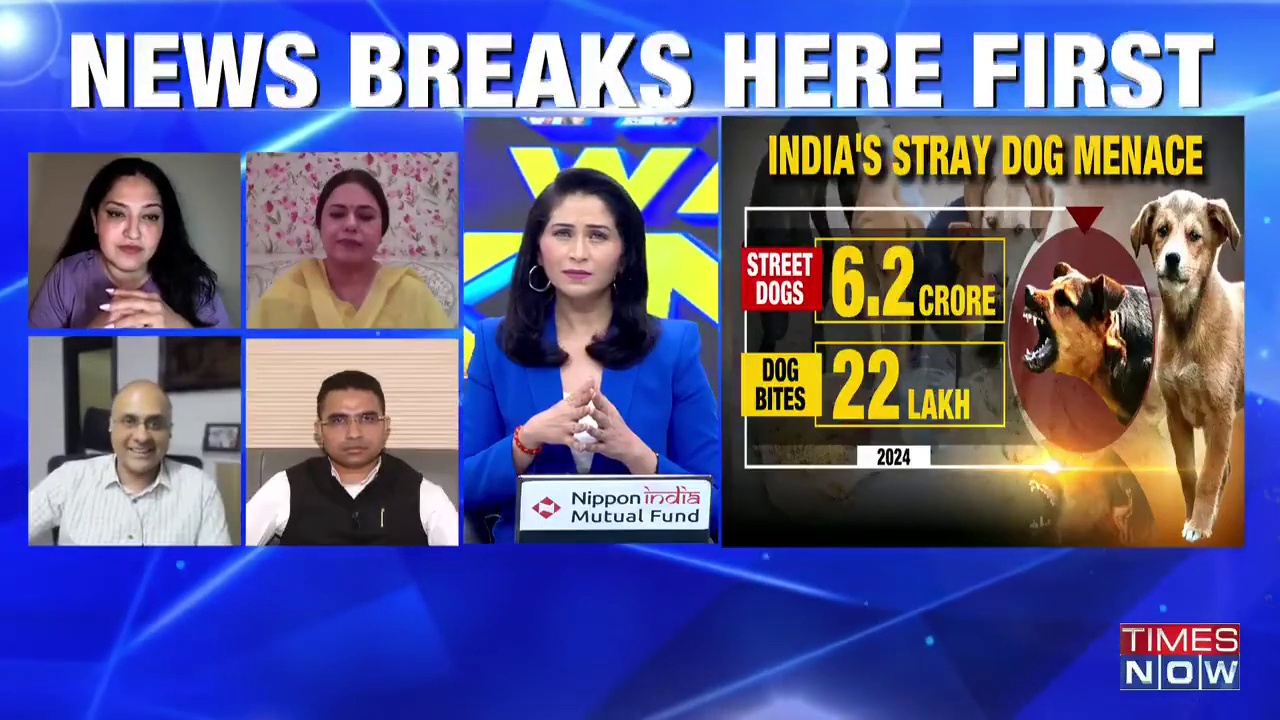 NEWS BREAKS HERE FIRST
INDIA'S STRAY DOG MENACE
STREET
DOGS
6.2 CRORE
DOG
BITES
22 LAKH
2024
Nippon india
Mutual Fund
TIMES
NOW